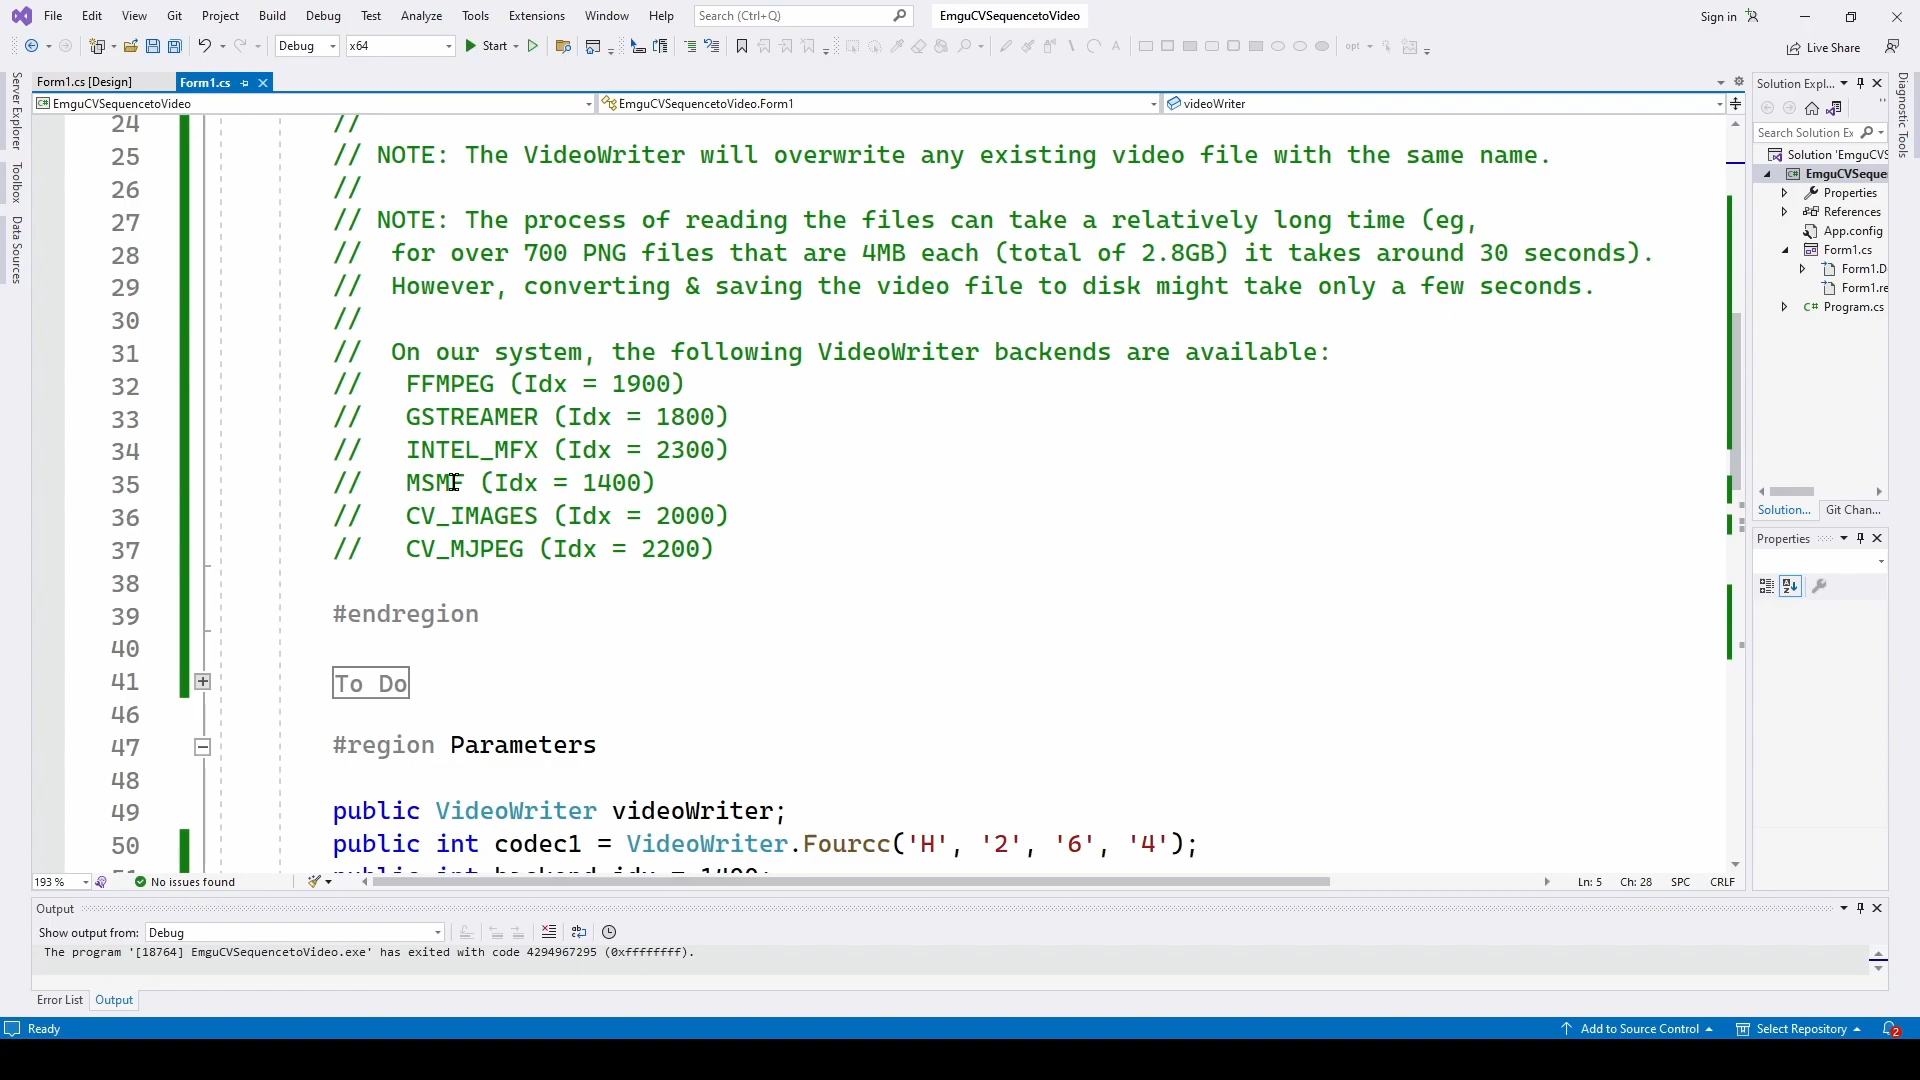 File Edit View Git Project Build Debug Test Analyze Tools Extensions Window Help Search (Ctrl+Q) EmguCVSequencetoVideo Sign in
Debug x64 Start opt Live Share
Form1.cs [Design] Form1.cs
EmguCVSequencetoVideo EmguCVSequencetoVideo.Form1 videoWriter
Server Explorer
Toolbox
Data Sources
24 //
25 // NOTE: The VideoWriter will overwrite any existing video file with the same name.
26 //
27 // NOTE: The process of reading the files can take a relatively long time (eg,
28 // for over 700 PNG files that are 4MB each (total of 2.8GB) it takes around 30 seconds).
29 // However, converting & saving the video file to disk might take only a few seconds.
30 //
31 // On our system, the following VideoWriter backends are available:
32 // FFMPEG (Idx = 1900)
33 // GSTREAMER (Idx = 1800)
34 // INTEL_MFX (Idx = 2300)
35 // MSMF (Idx = 1400)
36 // CV_IMAGES (Idx = 2000)
37 // CV_MJPEG (Idx = 2200)
38
39 #endregion
40
41 To Do
46
47 #region Parameters
48
49 public VideoWriter videoWriter;
50 public int codec1 = VideoWriter.Fourcc('H', '2', '6', '4');
193 % No issues found Ln: 5 Ch: 28 SPC CRLF
Solution Expl...
Search Solution Ex
Solution 'EmguCVS
EmguCVSeque
Properties
References
App.config
Form1.cs
Form1.D
Form1.re
C# Program.cs
Solution... Git Chan...
Properties
Diagnostic Tools
Output
Show output from: Debug
The program '[18764] EmguCVSequencetoVideo.exe' has exited with code 4294967295 (0xffffffff).
Error List Output
Ready Add to Source Control Select Repository 2